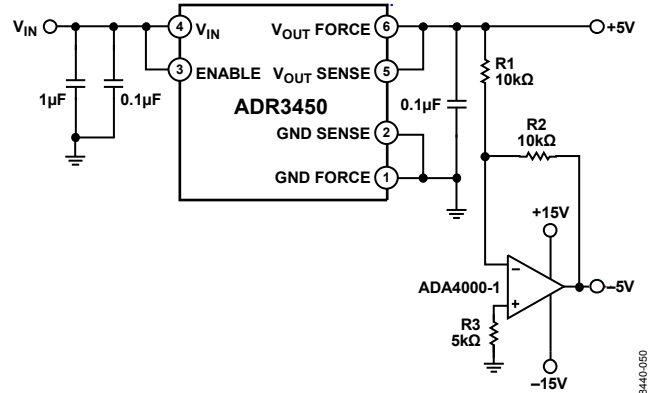 VIN
4
VIN
VOUT FORCE
6
+5V
3
ENABLE
VOUT SENSE
5
R1
10kΩ
1µF
0.1µF
ADR3450
0.1µF
GND SENSE
2
R2
10kΩ
GND FORCE
1
+15V
ADA4000-1
−
+
–5V
R3
5kΩ
–15V
8440-050